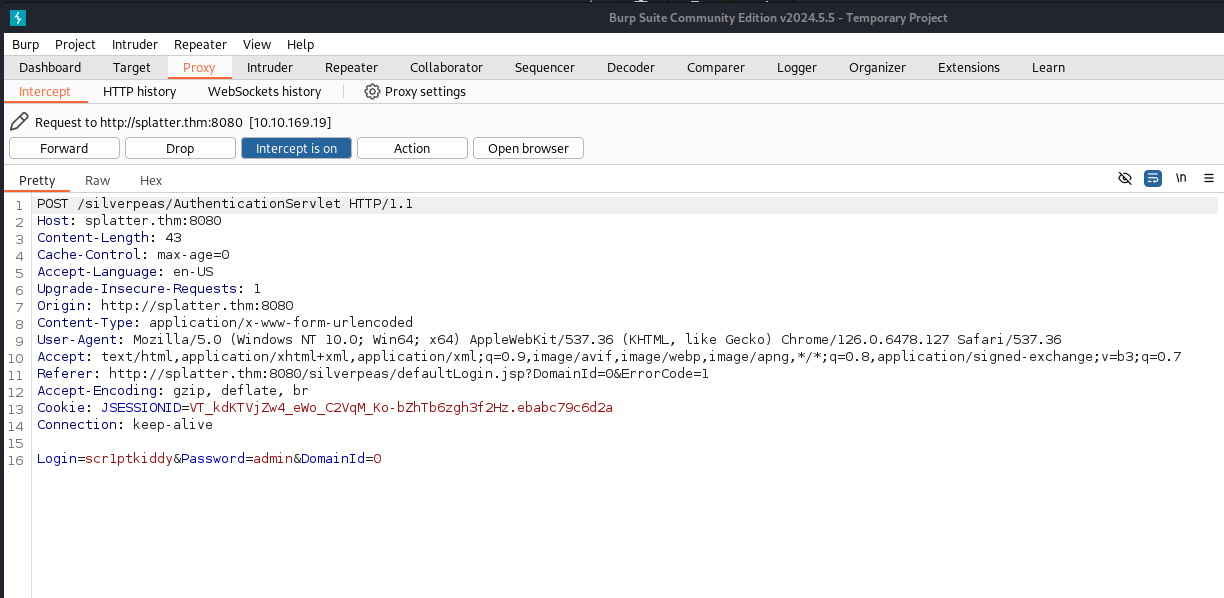 Burp Suite Community Edition v2024.5.5 - Temporary Project
Burp Project Intruder Repeater View Help
Dashboard Target Proxy Intruder Repeater Collaborator Sequencer Decoder Comparer Logger Organizer Extensions Learn
Intercept HTTP history WebSockets history Proxy settings
Request to http://splatter.thm:8080 [10.10.169.19]
Forward Drop Intercept is on Action Open browser
Pretty Raw Hex \n
1 POST /silverpeas/AuthenticationServlet HTTP/1.1
2 Host: splatter.thm:8080
3 Content-Length: 43
4 Cache-Control: max-age=0
5 Accept-Language: en-US
6 Upgrade-Insecure-Requests: 1
7 Origin: http://splatter.thm:8080
8 Content-Type: application/x-www-form-urlencoded
9 User-Agent: Mozilla/5.0 (Windows NT 10.0; Win64; x64) AppleWebKit/537.36 (KHTML, like Gecko) Chrome/126.0.6478.127 Safari/537.36
10 Accept: text/html,application/xhtml+xml,application/xml;q=0.9,image/avif,image/webp,image/apng,*/*;q=0.8,application/signed-exchange;v=b3;q=0.7
11 Referer: http://splatter.thm:8080/silverpeas/defaultLogin.jsp?DomainId=0&ErrorCode=1
12 Accept-Encoding: gzip, deflate, br
13 Cookie: JSESSIONID=VT_kdKTVjZw4_eWo_C2VqM_Ko-bZhTb6zgh3f2Hz.ebabc79c6d2a
14 Connection: keep-alive
15
16 Login=scr1ptkiddy&Password=admin&DomainId=0